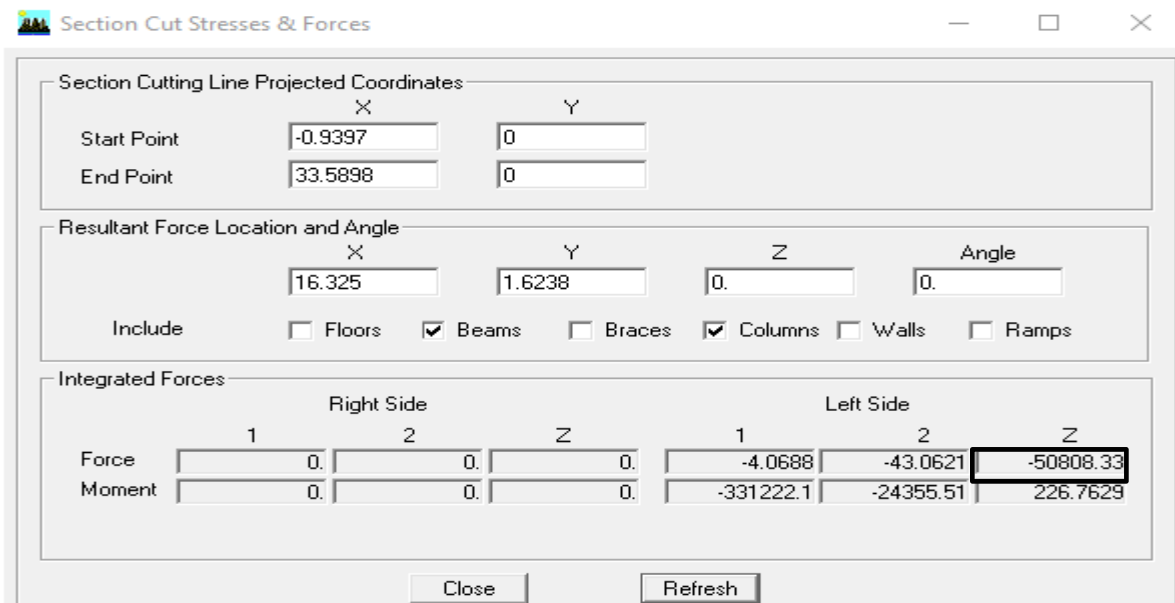 Section Cut Stresses & Forces
Section Cutting Line Projected Coordinates
X Y
Start Point -0.9397 0
End Point 33.5898 0
Resultant Force Location and Angle
X Y Z Angle
16.325 1.6238 0. 0.
Include Floors Beams Braces Columns Walls Ramps
Integrated Forces
Right Side Left Side
1 2 Z 1 2 Z
Force 0. 0. 0. -4.0688 -43.0621 -50808.33
Moment 0. 0. 0. -331222.1 -24355.51 226.7629
Close Refresh